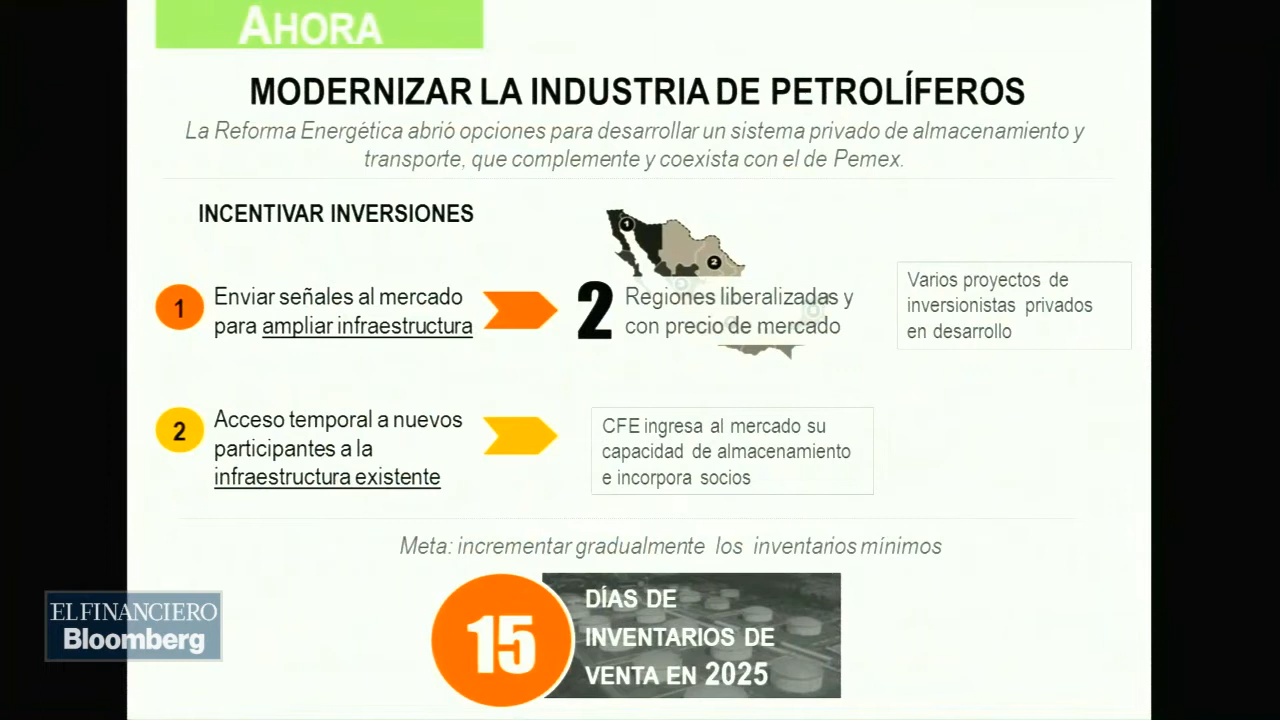 AHORA
MODERNIZAR LA INDUSTRIA DE PETROLÍFEROS
La Reforma Energética abrió opciones para desarrollar un sistema privado de almacenamiento y
transporte, que complemente y coexista con el de Pemex.
INCENTIVAR INVERSIONES
1
Enviar señales al mercado
para ampliar infraestructura
1
2
2
Regiones liberalizadas y
con precio de mercado
Varios proyectos de
inversionistas privados
en desarrollo
2
Acceso temporal a nuevos
participantes a la
infraestructura existente
CFE ingresa al mercado su
capacidad de almacenamiento
e incorpora socios
Meta: incrementar gradualmente los inventarios mínimos
15
DÍAS DE
INVENTARIOS DE
VENTA EN 2025
EL FINANCIERO
Bloomberg